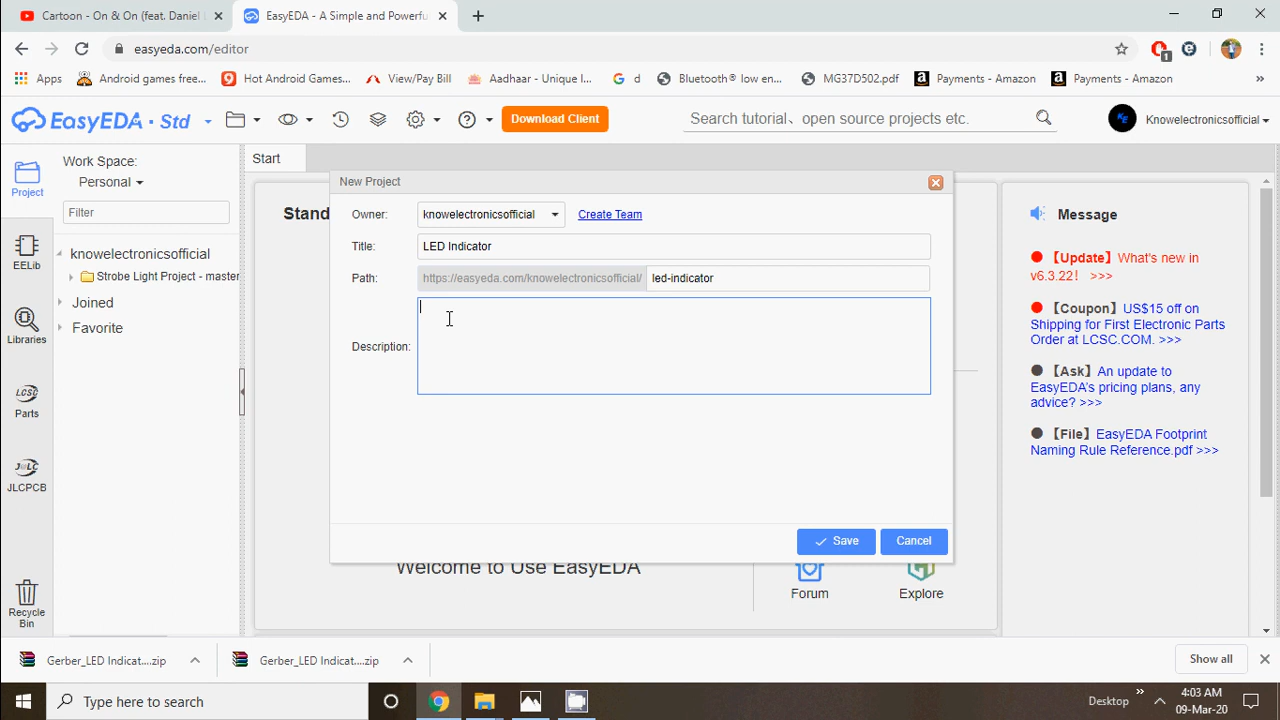 Cartoon - On & On (feat. Daniel
EasyEDA - A Simple and Powerfu
easyeda.com/editor
1
Apps
Android games free...
Hot Android Games...
View/Pay Bill
Aadhaar - Unique I...
d
Bluetooth® low en...
MG37D502.pdf
Payments - Amazon
Payments - Amazon
»
EasyEDA · Std
Download Client
Search tutorial、open source projects etc.
KE
Knowelectronicsofficial
Project
EELib
Libraries
LCSC
Parts
J@LC
JLCPCB
Recycle
Bin
Work Space:
Personal
Filter
knowelectronicsofficial
Strobe Light Project - master
Joined
Favorite
Start
Stand
New Project
Owner:
knowelectronicsofficial
Create Team
Title:
LED Indicator
Path:
https://easyeda.com/knowelectronicsofficial/
led-indicator
Description:
Save
Cancel
Welcome to Use EasyEDA
Forum
Explore
Message
【Update】What's new in
v6.3.22! >>>
【Coupon】US$15 off on
Shipping for First Electronic Parts
Order at LCSC.COM. >>>
【Ask】An update to
EasyEDA's pricing plans, any
advice? >>>
【File】EasyEDA Footprint
Naming Rule Reference.pdf >>>
Gerber_LED Indicat....zip
Gerber_LED Indicat....zip
Show all
Type here to search
Desktop
»
4:03 AM
09-Mar-20